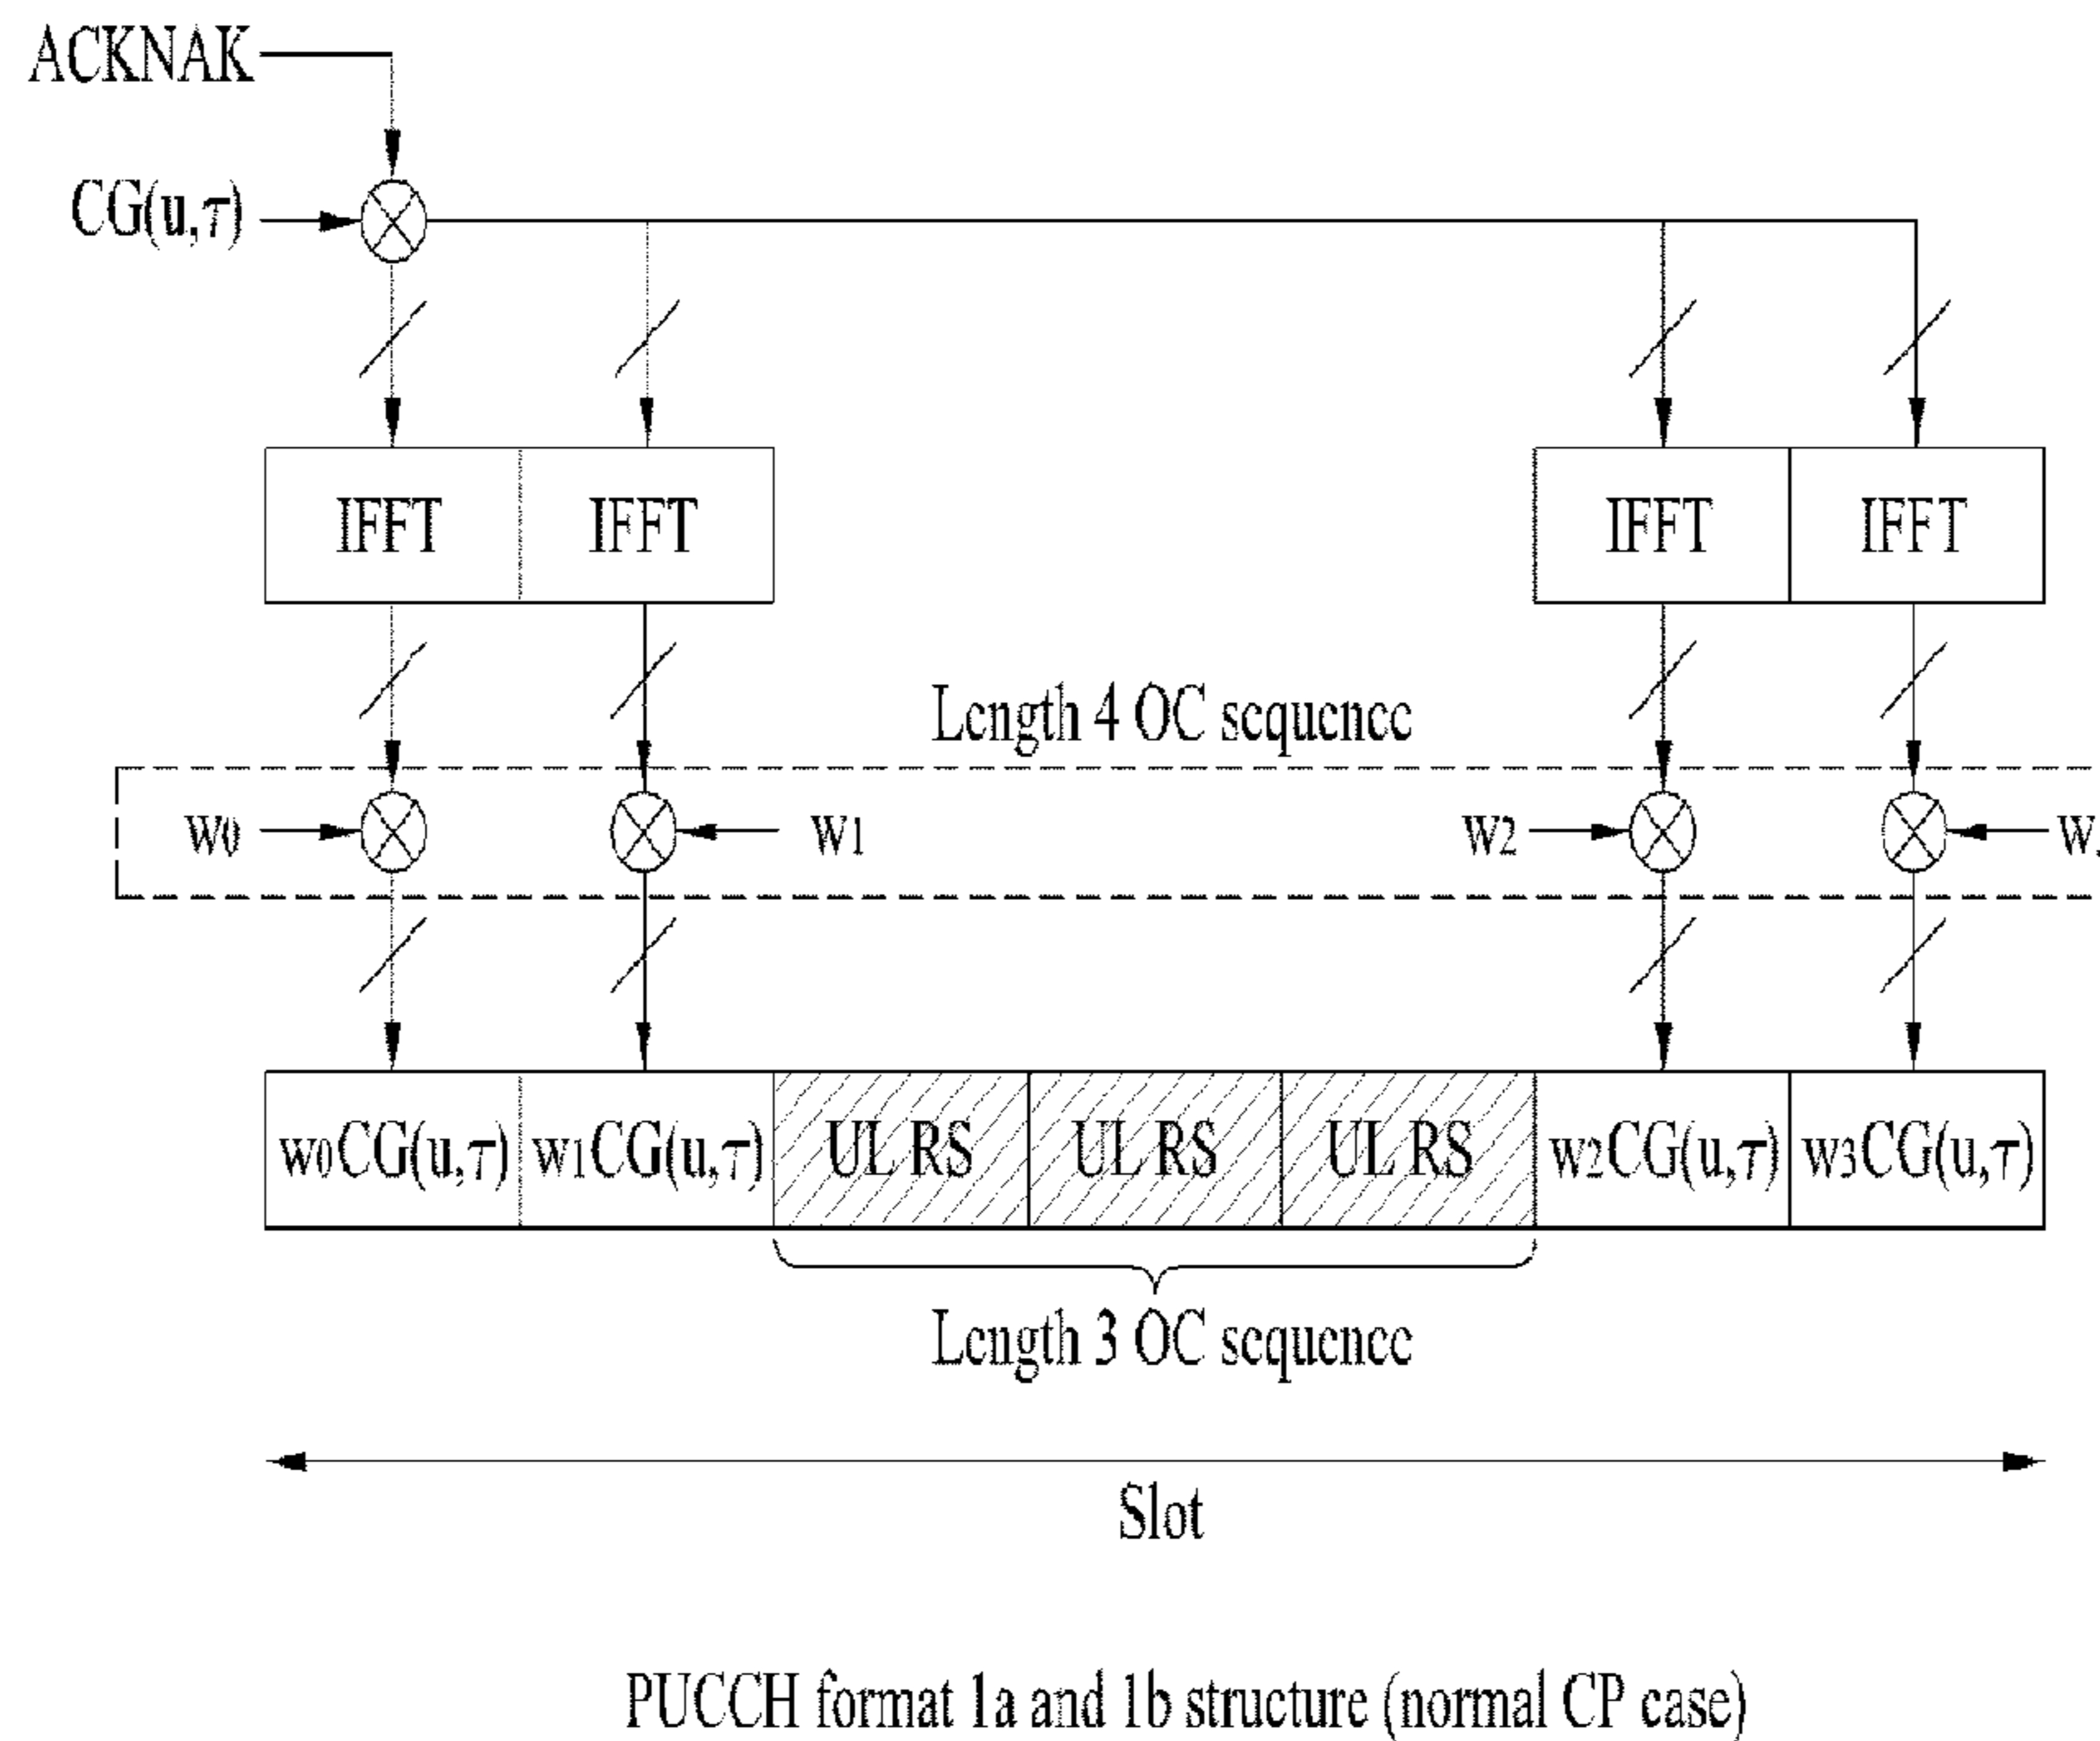 ACKNAK
CG(u,τ)
IFFT IFFT IFFT IFFT
Length 4 OC sequence
w0 w1 w2 w
w0CG(u,τ) w1CG(u,τ) UL RS UL RS UL RS w2CG(u,τ) w3CG(u,τ)
Length 3 OC sequence
Slot
PUCCH format 1a and 1b structure (normal CP case)